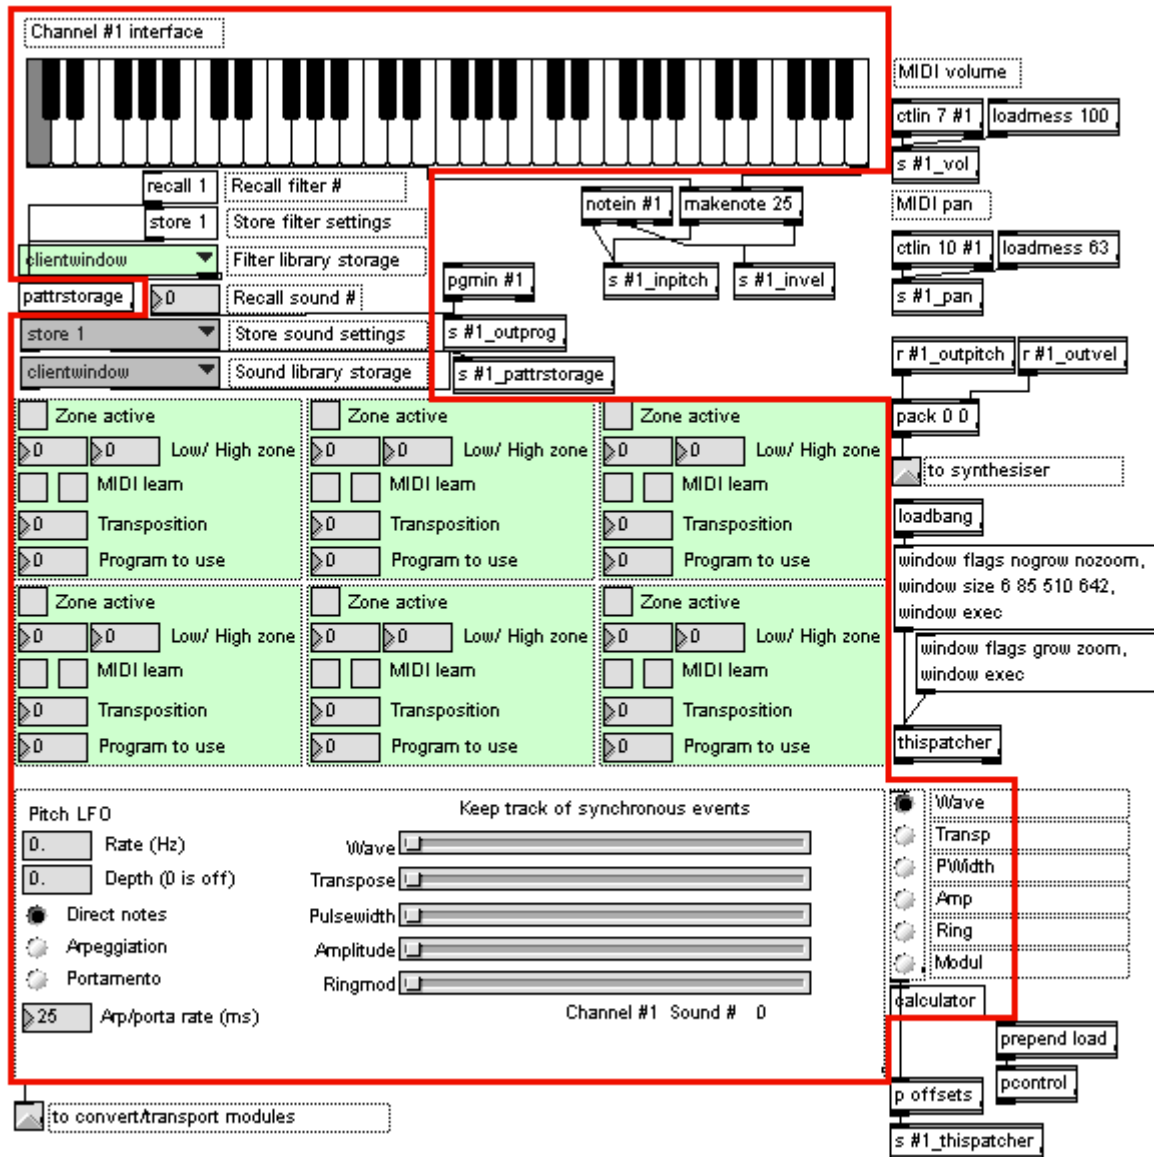 Channel #1 interface
MIDI volume
ctlin 7 #1
loadmess 100
s #1_vol
recall 1
Recall filter #
notein #1
makenote 25
MIDI pan
store 1
Store filter settings
ctlin 10 #1
loadmess 63
clientwindow
Filter library storage
pgmin #1
s #1_inpitch
s #1_invel
s #1_pan
pattrstorage
0
Recall sound #
store 1
Store sound settings
s #1_outprog
r #1_outpitch
r #1_outvel
clientwindow
Sound library storage
s #1_pattrstorage
pack 0 0
Zone active
Zone active
Zone active
0 0 Low/ High zone
0 0 Low/ High zone
0 0 Low/ High zone
to synthesiser
MIDI learn
MIDI learn
MIDI learn
loadbang
0 Transposition
0 Transposition
0 Transposition
0 Program to use
0 Program to use
0 Program to use
window flags nogrow nozoom,
window size 6 85 510 642,
window exec
Zone active
Zone active
Zone active
0 0 Low/ High zone
0 0 Low/ High zone
0 0 Low/ High zone
window flags grow zoom,
window exec
MIDI learn
MIDI learn
MIDI learn
0 Transposition
0 Transposition
0 Transposition
0 Program to use
0 Program to use
0 Program to use
thispatcher
Pitch LFO
Keep track of synchronous events
Wave
0. Rate (Hz)
Wave
Transp
0. Depth (0 is off)
Transpose
PWidth
Direct notes
Pulsewidth
Amp
Arpeggiation
Amplitude
Ring
Portamento
Ringmod
Modul
25 Arp/porta rate (ms)
Channel #1 Sound # 0
calculator
prepend load
p offsets
pcontrol
to convert/transport modules
s #1_thispatcher